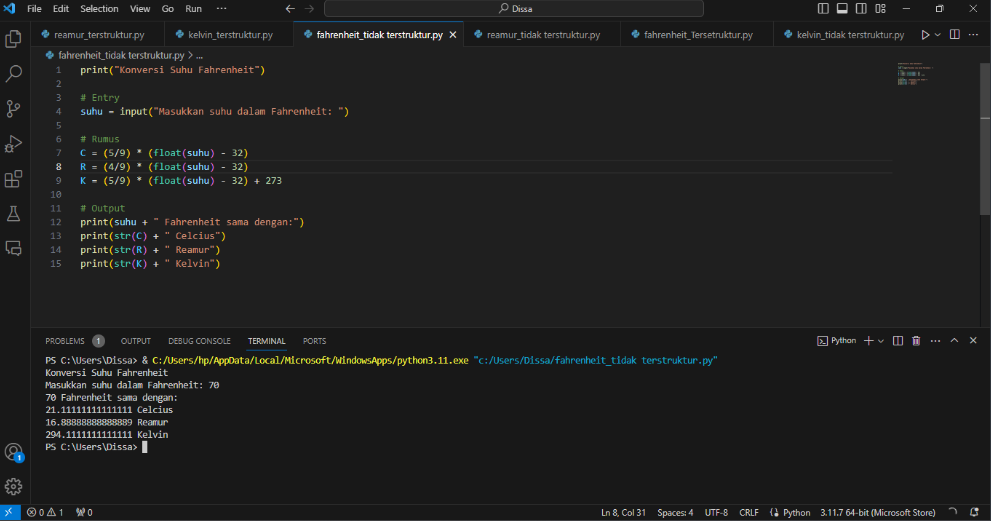 File Edit Selection View Go Run ··· Dissa
reamur_terstruktur.py kelvin_terstruktur.py fahrenheit_tidak terstruktur.py reamur_tidak terstruktur.py fahrenheit_Tersetruktur.py kelvin_tidak terstruktur.py
fahrenheit_tidak terstruktur.py > ...
1 print("Konversi Suhu Fahrenheit")
2
3 # Entry
4 suhu = input("Masukkan suhu dalam Fahrenheit: ")
5
6 # Rumus
7 C = (5/9) * (float(suhu) - 32)
8 R = (4/9) * (float(suhu) - 32)
9 K = (5/9) * (float(suhu) - 32) + 273
10
11 # Output
12 print(suhu + " Fahrenheit sama dengan:")
13 print(str(C) + " Celcius")
14 print(str(R) + " Reamur")
15 print(str(K) + " Kelvin")
PROBLEMS 1 OUTPUT DEBUG CONSOLE TERMINAL PORTS Python
PS C:\Users\Dissa> & C:/Users/hp/AppData/Local/Microsoft/WindowsApps/python3.11.exe "c:/Users/Dissa/fahrenheit_tidak terstruktur.py"
Konversi Suhu Fahrenheit
Masukkan suhu dalam Fahrenheit: 70
70 Fahrenheit sama dengan:
21.11111111111111 Celcius
16.88888888888889 Reamur
294.1111111111111 Kelvin
PS C:\Users\Dissa>
1
0 1 0 Ln 8, Col 31 Spaces: 4 UTF-8 CRLF Python 3.11.7 64-bit (Microsoft Store)